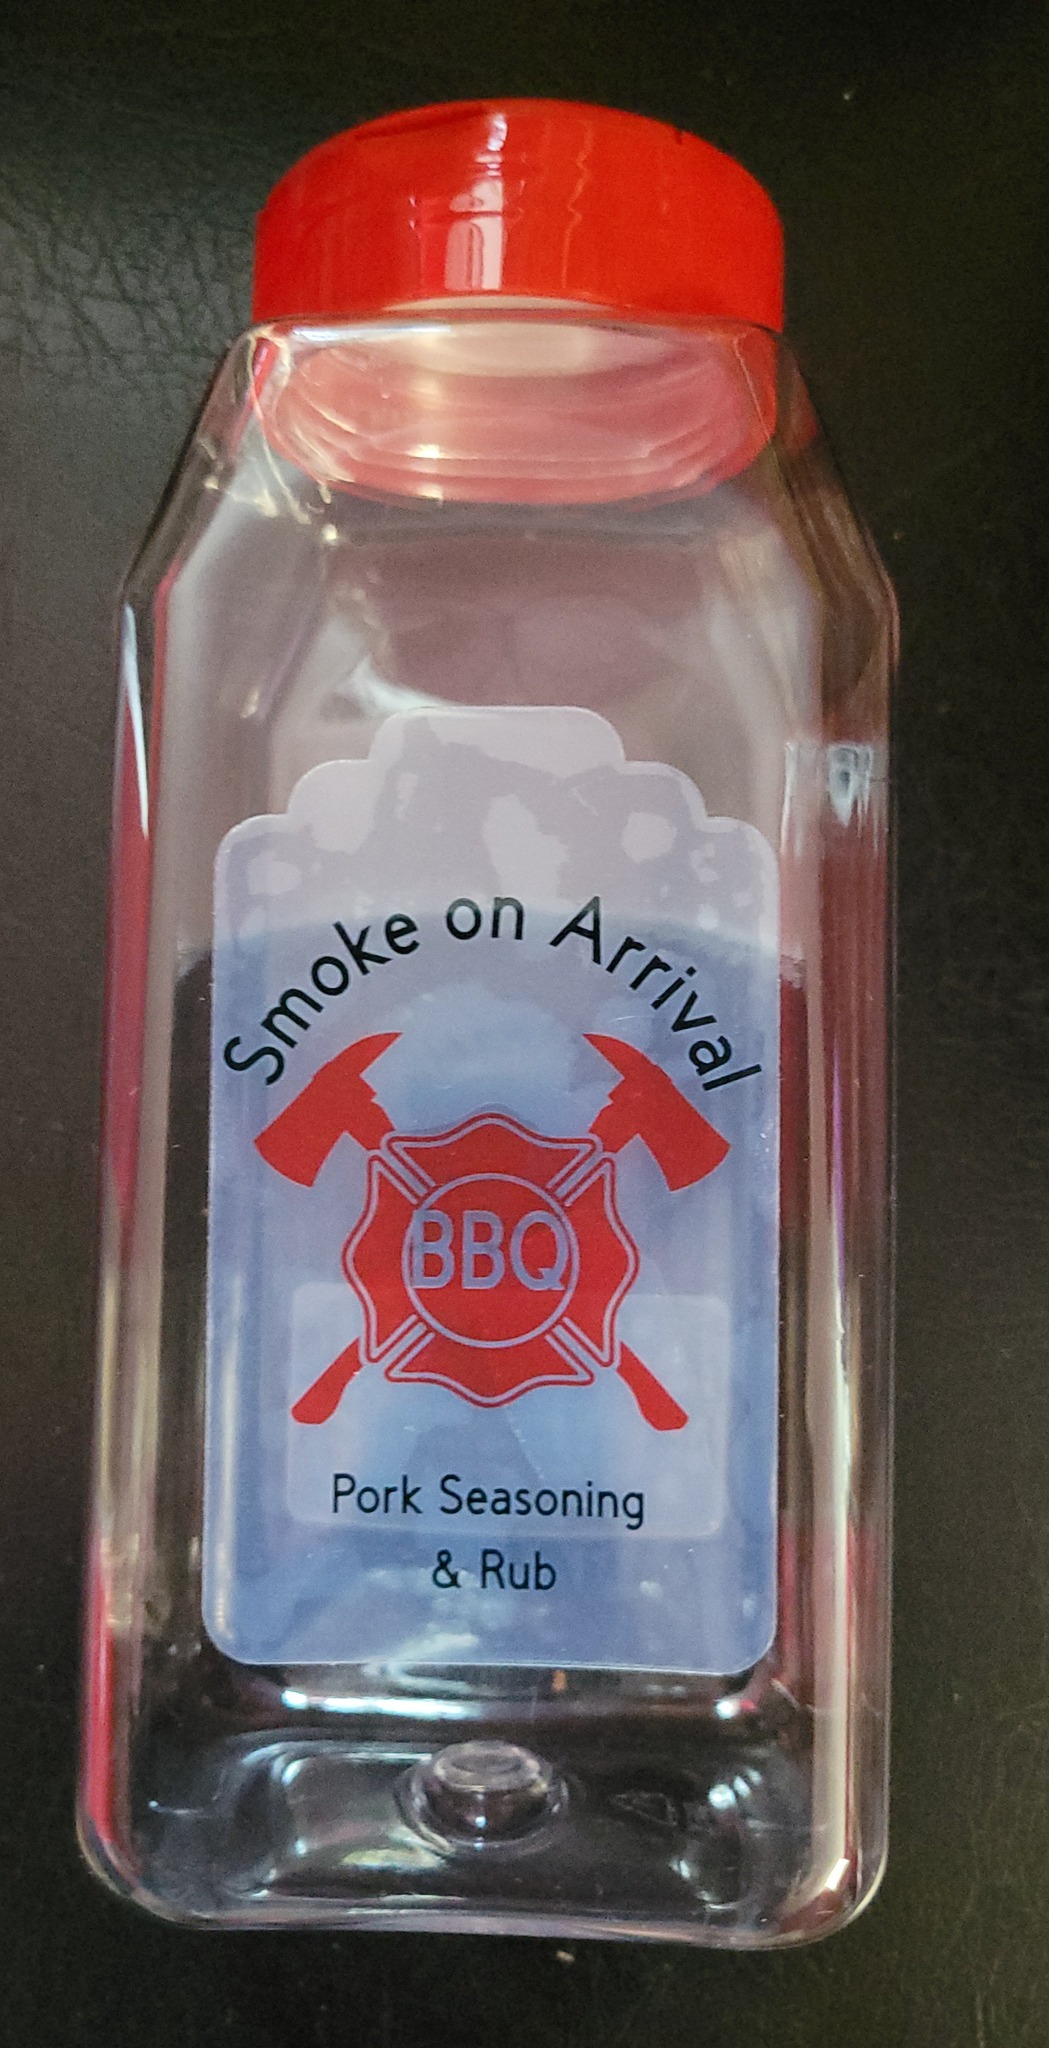 Smoke on Arrival
BBQ
Pork Seasoning
& Rub